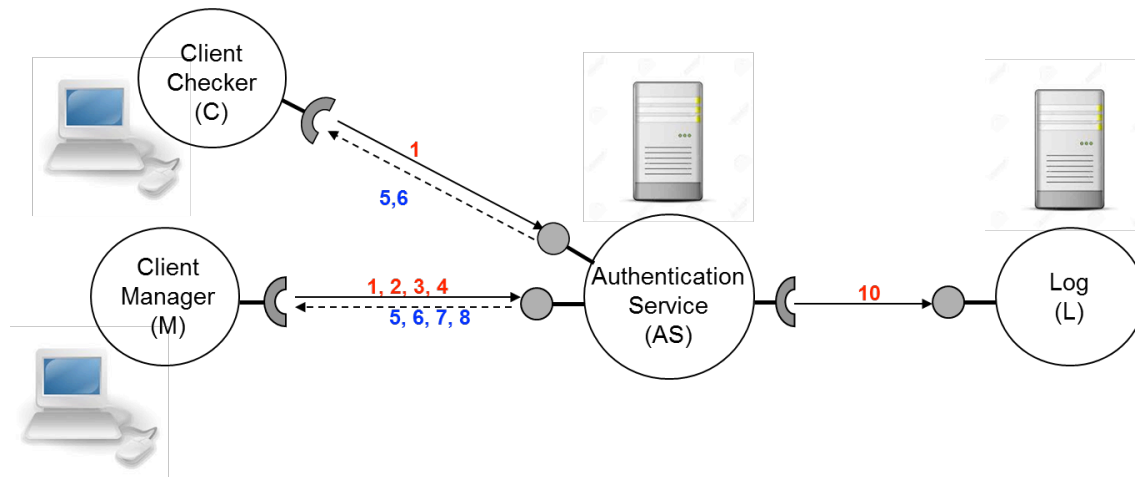 Client
Checker
(C)
1
5,6
Client
Manager
(M)
1, 2, 3, 4
5, 6, 7, 8
Authentication
Service
(AS)
10
Log
(L)